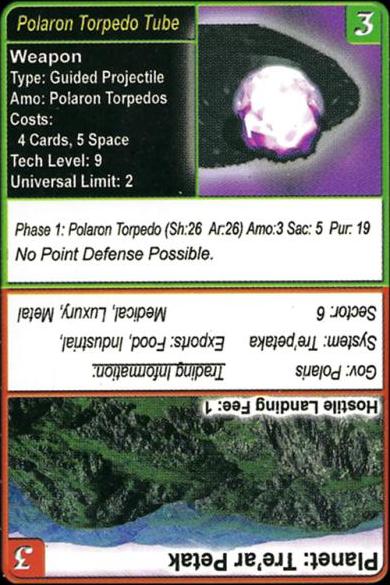 Polaron Torpedo Tube
3
Weapon
Type: Guided Projectile
Amo: Polaron Torpedos
Costs:
4 Cards, 5 Space
Tech Level: 9
Universal Limit: 2
Phase 1: Polaron Torpedo (Sh:26 Ar:26) Amo:3 Sac: 5 Pur: 19
No Point Defense Possible.
Planet: Tre'ar Petak
3
Hostile Landing Fee: 1
Gov: Polaris
System: Tre'petaka
Sector: 6
Trading Information:
Exports: Food, Industrial,
Medical, Luxury, Metal